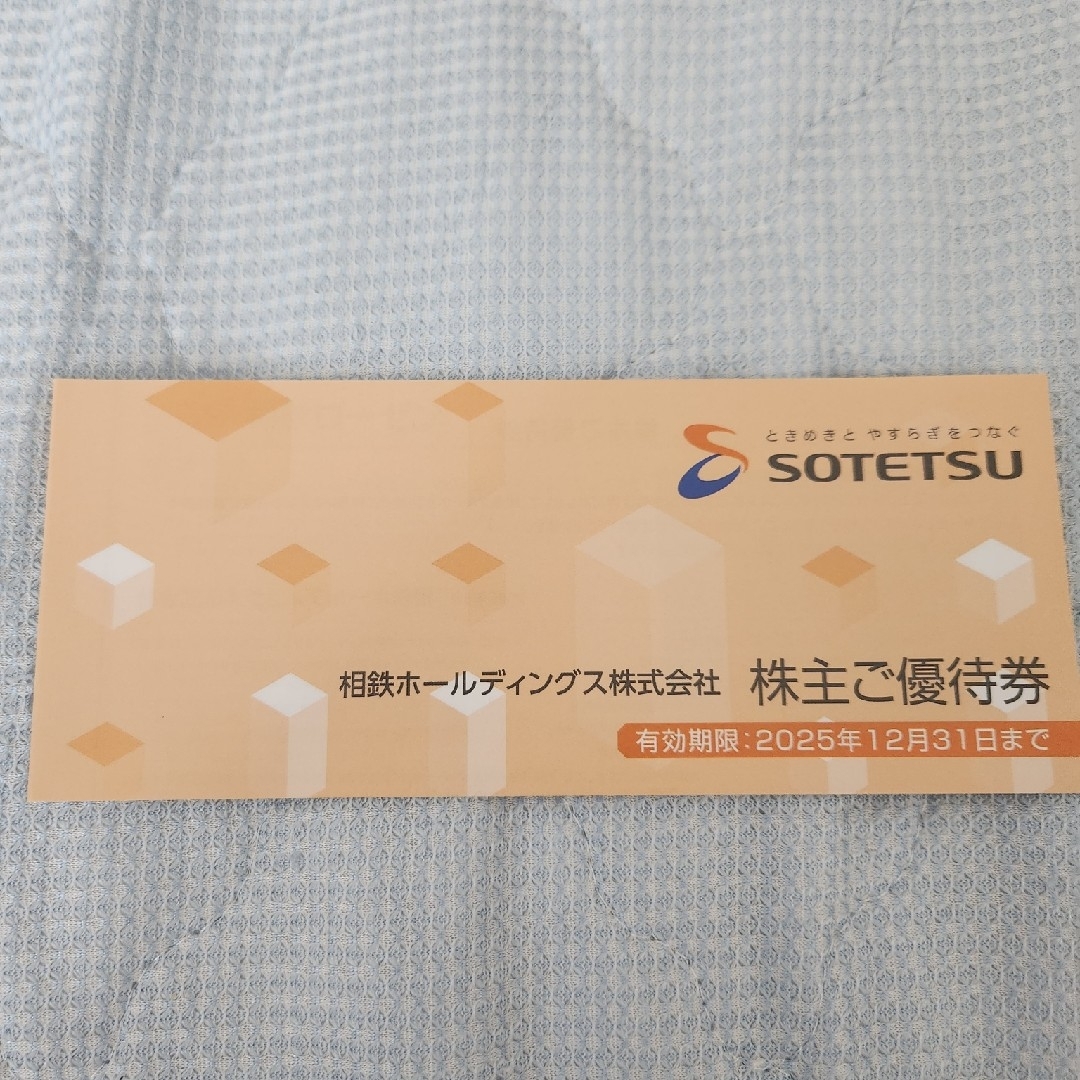 ときめきと やすらぎをつなぐ
SOTETSU
相鉄ホールディングス株式会社 株主ご優待券
有効期限:2025年12月31日まで